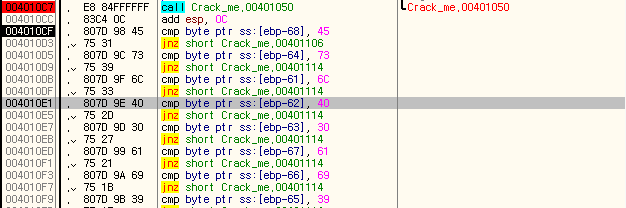 004010C7 . E8 84FFFFFF call Crack_me.00401050 Crack_me.00401050
004010CC . 83C4 0C add esp, 0C
004010CF . 807D 98 45 cmp byte ptr ss:[ebp-68], 45
004010D3 . 75 31 jnz short Crack_me.00401106
004010D5 . 807D 9C 73 cmp byte ptr ss:[ebp-64], 73
004010D9 . 75 39 jnz short Crack_me.00401114
004010DB . 807D 9F 6C cmp byte ptr ss:[ebp-61], 6C
004010DF . 75 33 jnz short Crack_me.00401114
004010E1 . 807D 9E 40 cmp byte ptr ss:[ebp-62], 40
004010E5 . 75 2D jnz short Crack_me.00401114
004010E7 . 807D 9D 30 cmp byte ptr ss:[ebp-63], 30
004010EB . 75 27 jnz short Crack_me.00401114
004010ED . 807D 99 61 cmp byte ptr ss:[ebp-67], 61
004010F1 . 75 21 jnz short Crack_me.00401114
004010F3 . 807D 9A 69 cmp byte ptr ss:[ebp-66], 69
004010F7 . 75 1B jnz short Crack_me.00401114
004010F9 . 807D 9B 39 cmp byte ptr ss:[ebp-65], 39